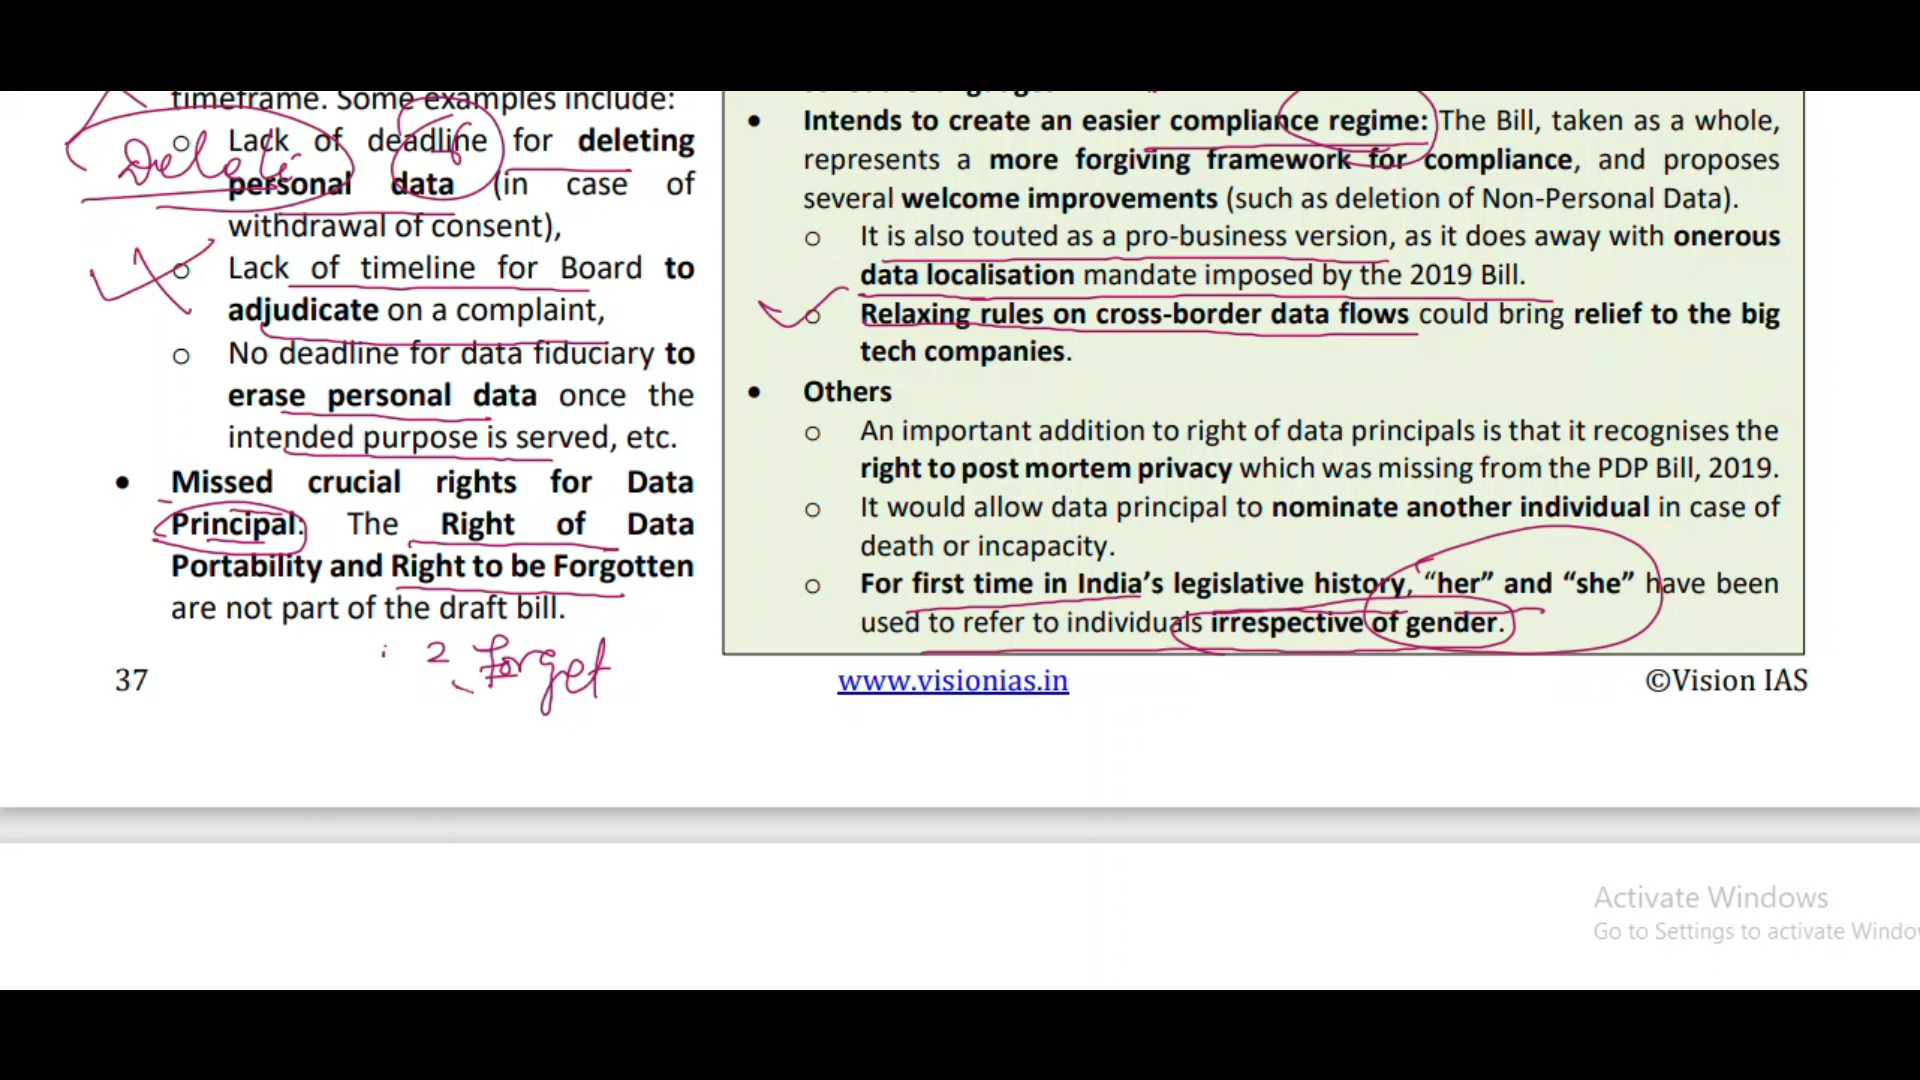 timeframe. Some examples include:
o Lack of deadline for deleting
personal data (in case of
withdrawal of consent),
o Lack of timeline for Board to
adjudicate on a complaint,
o No deadline for data fiduciary to
erase personal data once the
intended purpose is served, etc.
• Missed crucial rights for Data
Principal: The Right of Data
Portability and Right to be Forgotten
are not part of the draft bill.
2 forget
• Intends to create an easier compliance regime: The Bill, taken as a whole,
represents a more forgiving framework for compliance, and proposes
several welcome improvements (such as deletion of Non-Personal Data).
o It is also touted as a pro-business version, as it does away with onerous
data localisation mandate imposed by the 2019 Bill.
o Relaxing rules on cross-border data flows could bring relief to the big
tech companies.
• Others
o An important addition to right of data principals is that it recognises the
right to post mortem privacy which was missing from the PDP Bill, 2019.
o It would allow data principal to nominate another individual in case of
death or incapacity.
o For first time in India’s legislative history, “her” and “she” have been
used to refer to individuals irrespective of gender.
37 www.visionias.in ©Vision IAS
Activate Windows
Go to Settings to activate Windo